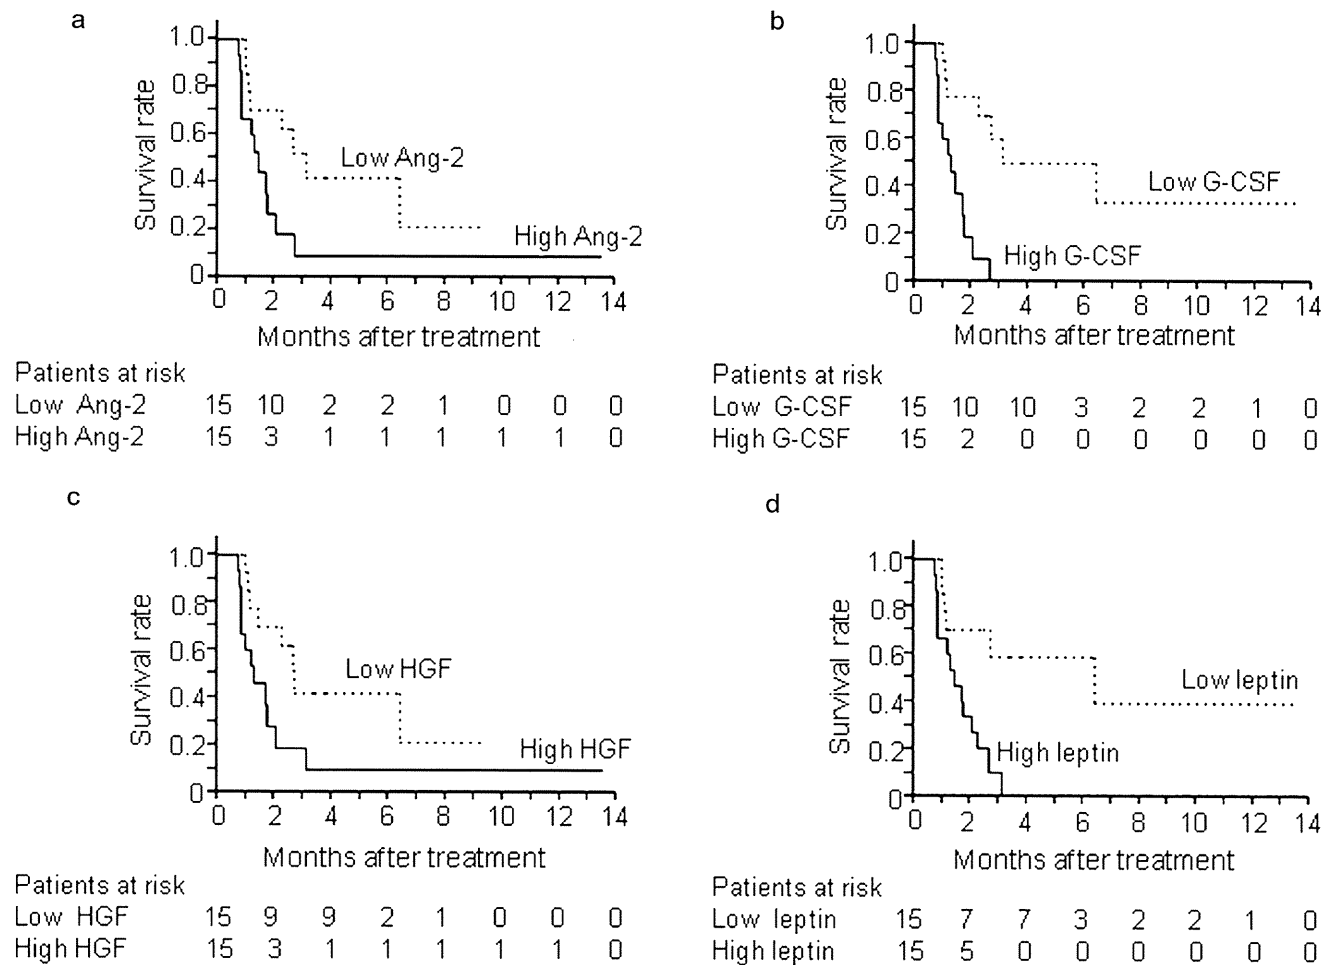 a
1.0
0.8
0.6
0.4
0.2
0
Survival rate
Low Ang-2
High Ang-2
0 2 4 6 8 10 12 14
Months after treatment
Patients at risk
Low Ang-2 15 10 2 2 1 0 0 0
High Ang-2 15 3 1 1 1 1 1 0
b
1.0
0.8
0.6
0.4
0.2
0
Survival rate
Low G-CSF
High G-CSF
0 2 4 6 8 10 12 14
Months after treatment
Patients at risk
Low G-CSF 15 10 10 3 2 2 1 0
High G-CSF 15 2 0 0 0 0 0 0
c
1.0
0.8
0.6
0.4
0.2
0
Survival rate
Low HGF
High HGF
0 2 4 6 8 10 12 14
Months after treatment
Patients at risk
Low HGF 15 9 9 2 1 0 0 0
High HGF 15 3 1 1 1 1 1 0
d
1.0
0.8
0.6
0.4
0.2
0
Survival rate
Low leptin
High leptin
0 2 4 6 8 10 12 14
Months after treatment
Patients at risk
Low leptin 15 7 7 3 2 2 1 0
High leptin 15 5 0 0 0 0 0 0